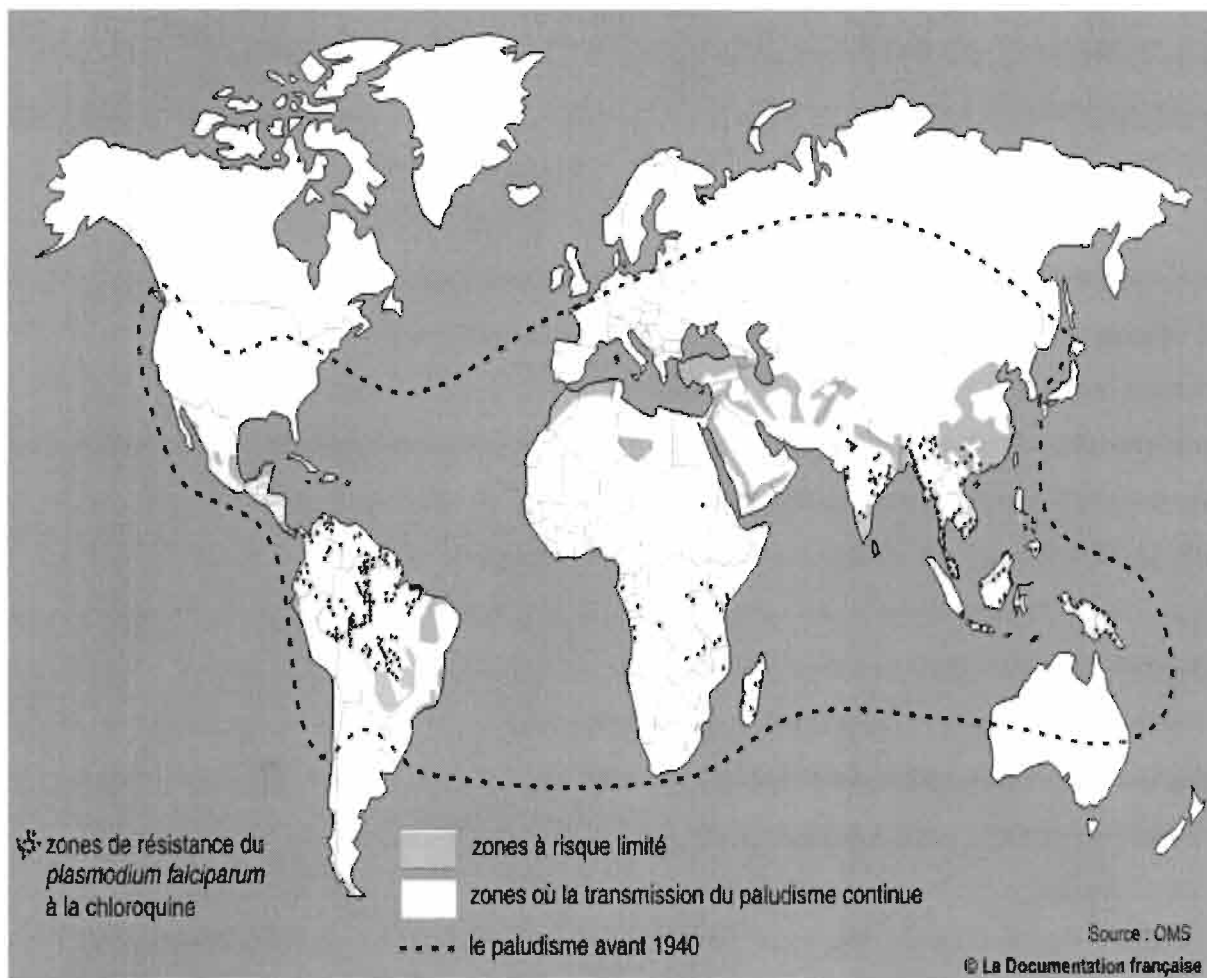 zones de résistance du
plasmodium falciparum
à la chloroquine
zones à risque limité
zones où la transmission du paludisme continue
le paludisme avant 1940
Source : OMS
© La Documentation française